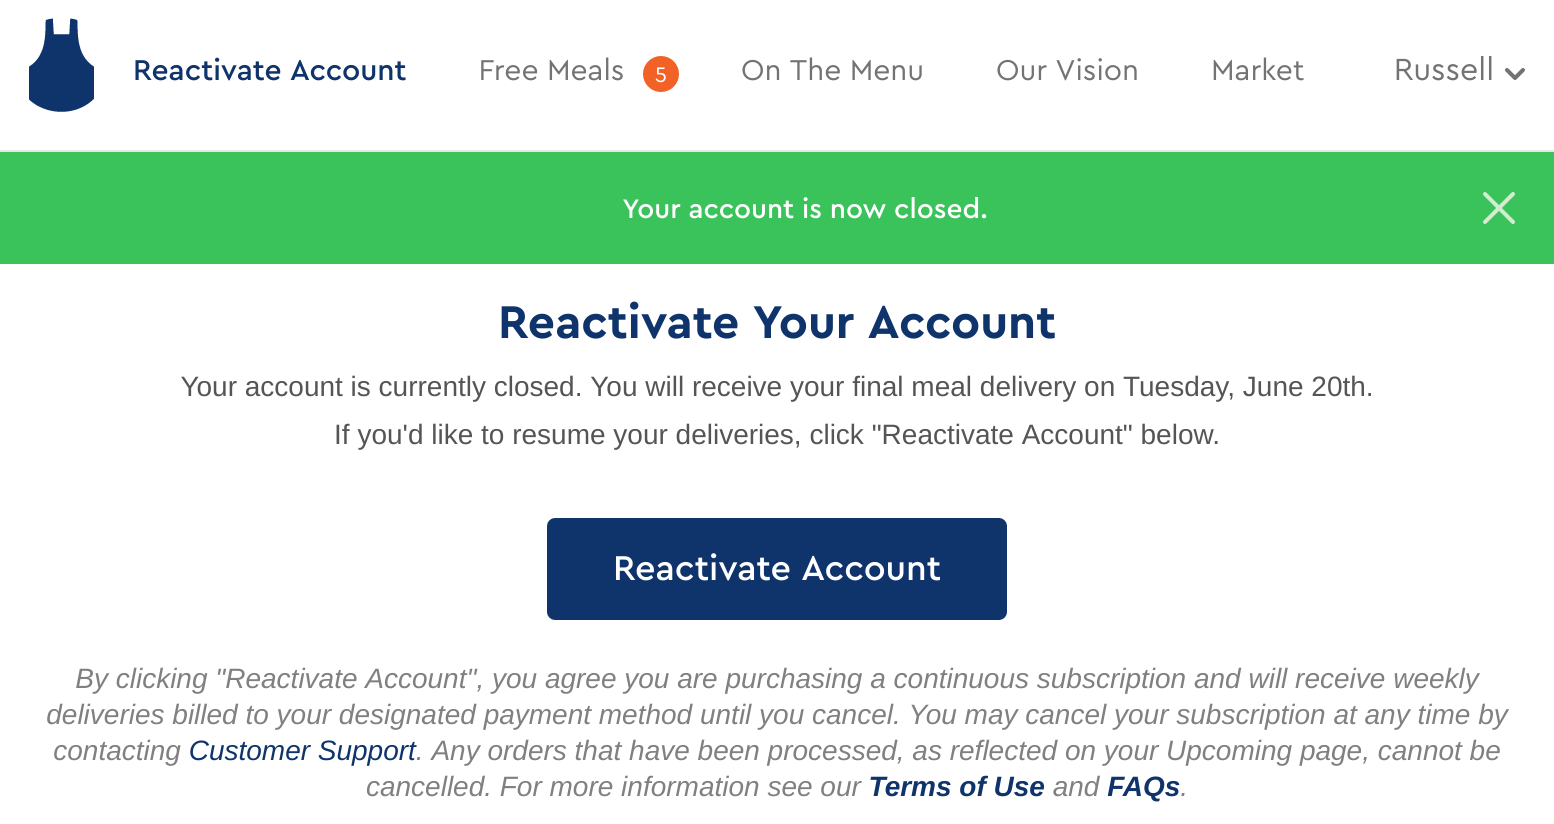 Reactivate Account Free Meals 5 On The Menu Our Vision Market Russell
Your account is now closed.
Reactivate Your Account
Your account is currently closed. You will receive your final meal delivery on Tuesday, June 20th.
If you'd like to resume your deliveries, click "Reactivate Account" below.
Reactivate Account
By clicking "Reactivate Account", you agree you are purchasing a continuous subscription and will receive weekly
deliveries billed to your designated payment method until you cancel. You may cancel your subscription at any time by
contacting Customer Support. Any orders that have been processed, as reflected on your Upcoming page, cannot be
cancelled. For more information see our Terms of Use and FAQs.